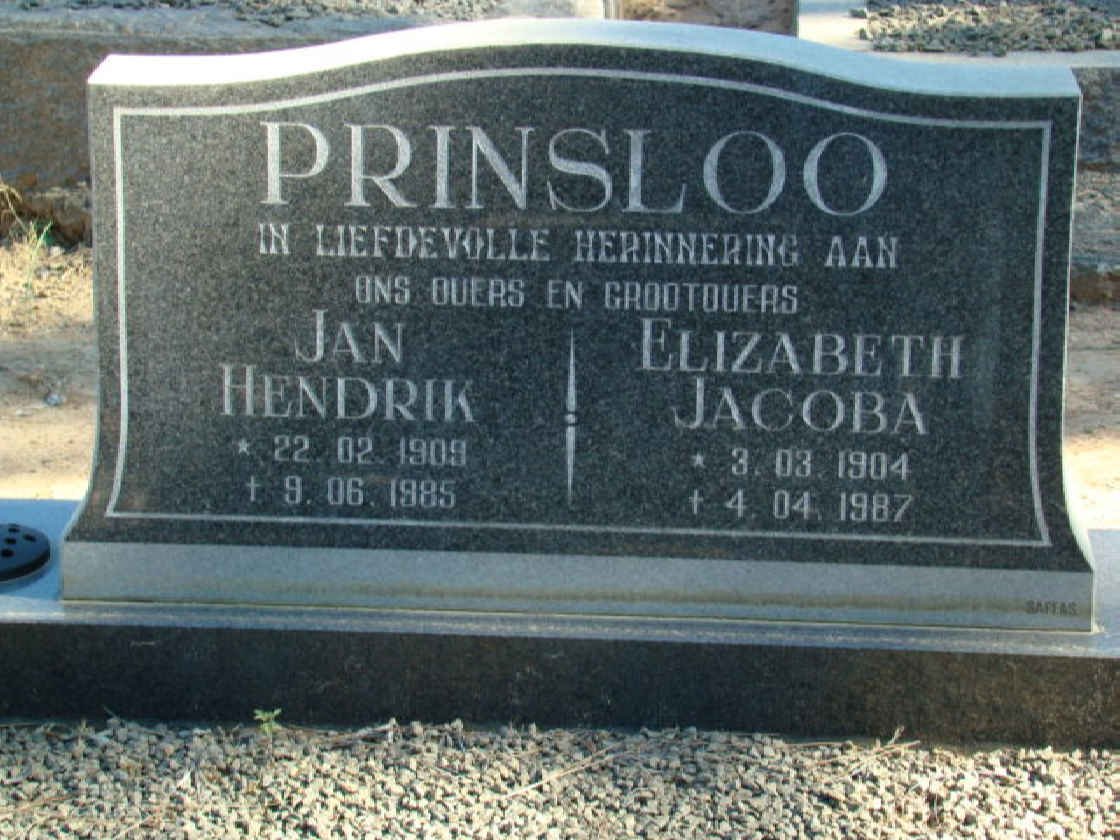 PRINSLOO
IN LIEFDEVOLLE HERINNERING AAN
ONS OUERS EN GROOTOUERS
JAN
HENDRIK
* 22. 02. 1909
† 9. 06. 1985
ELIZABETH
JACOBA
* 3. 03. 1904
† 4. 04. 1987
SAFFAS